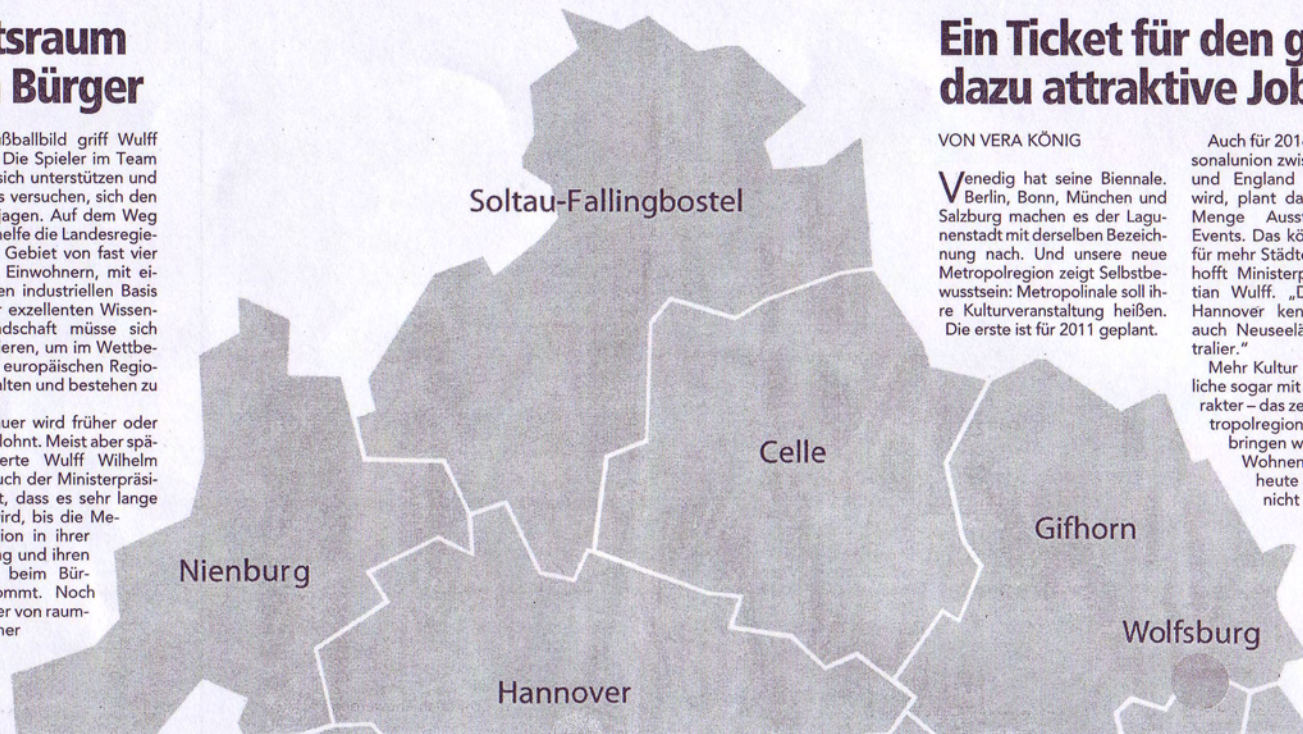 tsraum
Bürger
ßballbild griff Wulff
Die Spieler im Team
sich unterstützen und
s versuchen, sich den
jagen. Auf dem Weg
helfe die Landesregie-
Gebiet von fast vier
Einwohnern, mit ei-
en industriellen Basis
r exzellenten Wissen-
ndschaft müsse sich
ieren, um im Wettbe-
europäischen Regio-
alten und bestehen zu
uer wird früher oder
lohnt. Meist aber spä-
erte Wulff Wilhelm
uch der Ministerpräsi-
t, dass es sehr lange
ird, bis die Me-
ion in ihrer
ng und ihren
beim Bür-
ommt. Noch
er von raum-
her
Soltau-Fallingbostel
Celle
Nienburg
Gifhorn
Wolfsburg
Hannover
Ein Ticket für den g
dazu attraktive Job
VON VERA KÖNIG
Venedig hat seine Biennale.
Berlin, Bonn, München und
Salzburg machen es der Lagu-
nenstadt mit derselben Bezeich-
nung nach. Und unsere neue
Metropolregion zeigt Selbstbe-
wusstsein: Metropolinale soll ih-
re Kulturveranstaltung heißen.
Die erste ist für 2011 geplant.
Auch für 201
sonalunion zwi
und England
wird, plant da
Menge Ausst
Events. Das kö
für mehr Städte
hofft Ministerp
tian Wulff. „D
Hannover ken
auch Neuseelä
tralier.“
Mehr Kultur
liche sogar mit
rakter – das ze
tropolregion
bringen w
Wohnen
heute
nicht